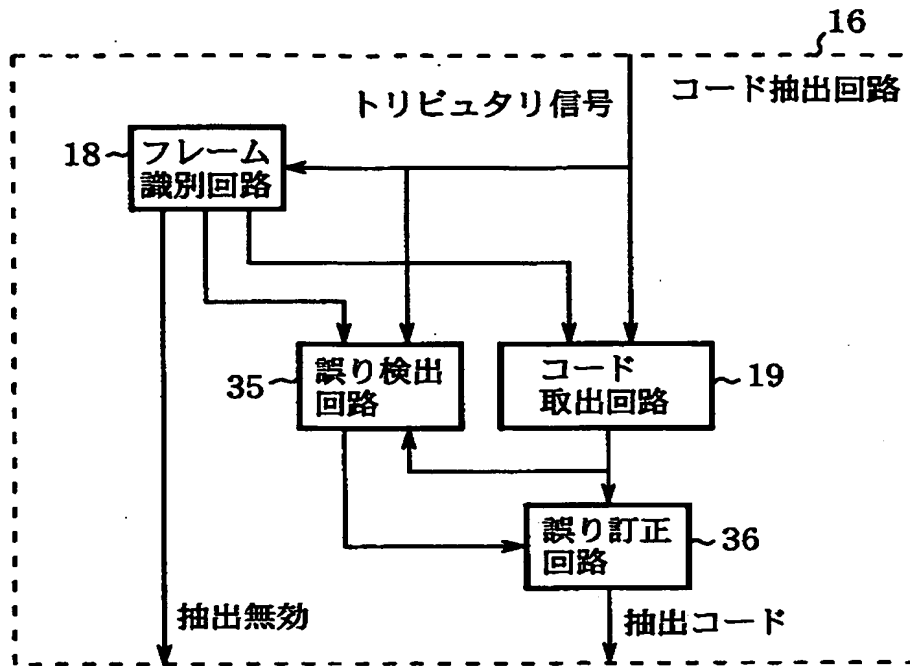 16
コード抽出回路
トリビュタリ信号
18
フレーム
識別回路
35
誤り検出
回路
コード
取出回路
19
誤り訂正
回路
36
抽出無効
抽出コード